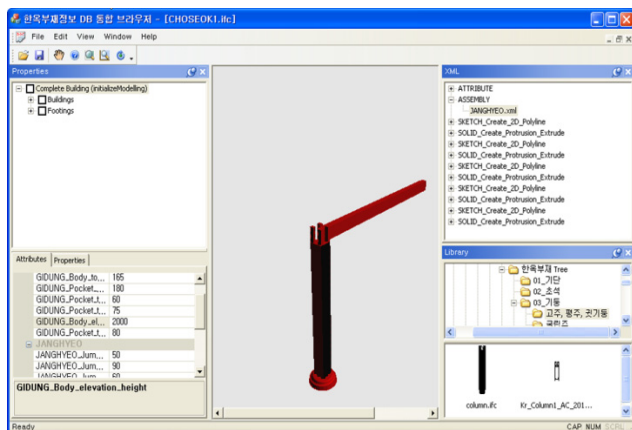 한옥부재정보 DB 통합 브라우저 - [CHOSEOK1.ifc]
File Edit View Window Help
Properties
Complete Building (initializeModelling)
Buildings
Footings
Attributes Properties
GIDUNG_Body_to... 165
GIDUNG_Pocket_... 180
GIDUNG_Pocket_t... 60
GIDUNG_Pocket_t... 75
GIDUNG_Body_el... 2000
GIDUNG_Pocket_t... 80
JANGHYEO
JANGHYEO_Jum... 50
JANGHYEO_Jum... 90
JANGHYEO_Jum... 60
GIDUNG_Body_elevation_height
XML
ATTRIBUTE
ASSEMBLY
JANGHYEO.xml
SKETCH_Create_2D_Polyline
SOLID_Create_Protrusion_Extrude
SKETCH_Create_2D_Polyline
SOLID_Create_Protrusion_Extrude
SKETCH_Create_2D_Polyline
SOLID_Create_Protrusion_Extrude
SKETCH_Create_2D_Polyline
SOLID_Create_Protrusion_Extrude
SKETCH_Create_2D_Polyline
SOLID_Create_Protrusion_Extrude
Library
한옥부재 Tree
01_기단
02_초석
03_기둥
고주, 평주, 귓기둥
column.ifc Kr_Column1_AC_201...
Ready CAP NUM SCRL